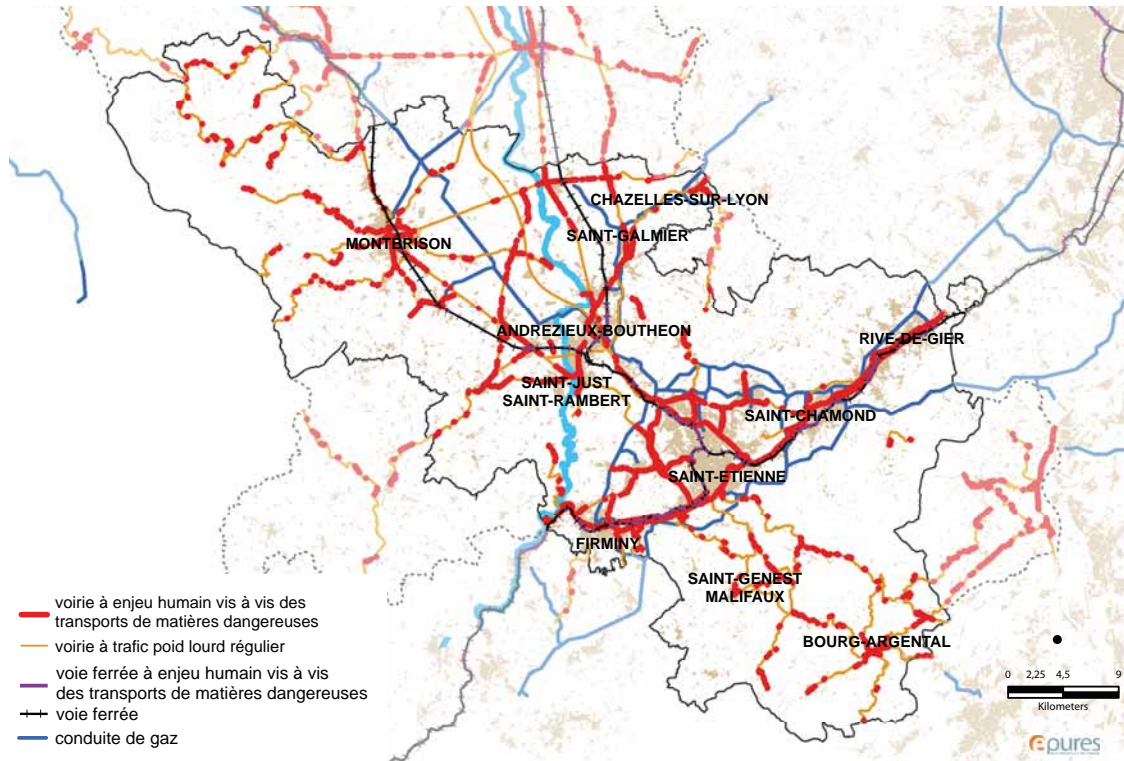 CHAZELLES-SUR-LYON
SAINT-GALMIER
MONTBRISON
ANDREZIEUX-BOUTHEON
RIVE-DE-GIER
SAINT-JUST
SAINT-RAMBERT
SAINT-CHAMOND
SAINT-ETIENNE
FIRMINY
SAINT-GENEST
MALIFAUX
BOURG-ARGENTAL
voirie à enjeu humain vis à vis des
transports de matières dangereuses
voirie à trafic poid lourd régulier
voie ferrée à enjeu humain vis à vis
des transports de matières dangereuses
voie ferrée
conduite de gaz
0 2,25 4,5 9
Kilometers
epures